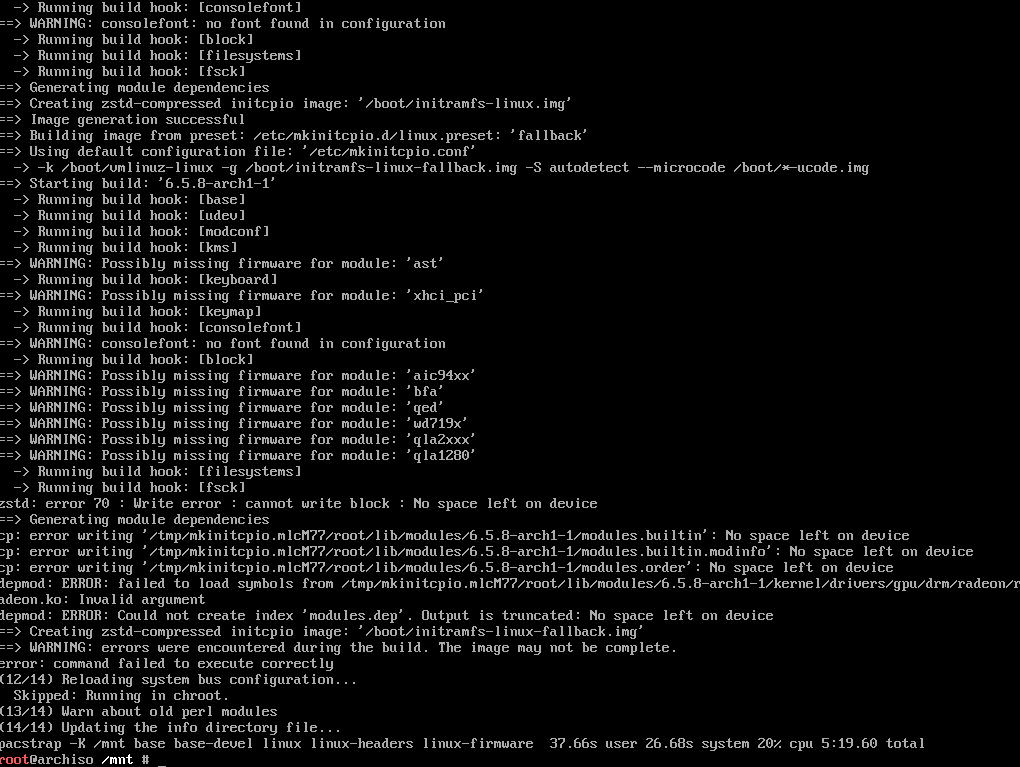 -> Running build hook: [consolefont]
==> WARNING: consolefont: no font found in configuration
  -> Running build hook: [block]
  -> Running build hook: [filesystems]
  -> Running build hook: [fsck]
==> Generating module dependencies
==> Creating zstd-compressed initcpio image: '/boot/initramfs-linux.img'
==> Image generation successful
==> Building image from preset: /etc/mkinitcpio.d/linux.preset: 'fallback'
==> Using default configuration file: '/etc/mkinitcpio.conf'
  -> -k /boot/vmlinuz-linux -g /boot/initramfs-linux-fallback.img -S autodetect --microcode /boot/*-ucode.img
==> Starting build: '6.5.8-arch1-1'
  -> Running build hook: [base]
  -> Running build hook: [udev]
  -> Running build hook: [modconf]
  -> Running build hook: [kms]
==> WARNING: Possibly missing firmware for module: 'ast'
  -> Running build hook: [keyboard]
==> WARNING: Possibly missing firmware for module: 'xhci_pci'
  -> Running build hook: [keymap]
  -> Running build hook: [consolefont]
==> WARNING: consolefont: no font found in configuration
  -> Running build hook: [block]
==> WARNING: Possibly missing firmware for module: 'aic94xx'
==> WARNING: Possibly missing firmware for module: 'bfa'
==> WARNING: Possibly missing firmware for module: 'qed'
==> WARNING: Possibly missing firmware for module: 'wd719x'
==> WARNING: Possibly missing firmware for module: 'qla2xxx'
==> WARNING: Possibly missing firmware for module: 'qla1280'
  -> Running build hook: [filesystems]
  -> Running build hook: [fsck]
zstd: error 70 : Write error : cannot write block : No space left on device
==> Generating module dependencies
cp: error writing '/tmp/mkinitcpio.mlcM77/root/lib/modules/6.5.8-arch1-1/modules.builtin': No space left on device
cp: error writing '/tmp/mkinitcpio.mlcM77/root/lib/modules/6.5.8-arch1-1/modules.builtin.modinfo': No space left on device
cp: error writing '/tmp/mkinitcpio.mlcM77/root/lib/modules/6.5.8-arch1-1/modules.order': No space left on device
depmod: ERROR: failed to load symbols from /tmp/mkinitcpio.mlcM77/root/lib/modules/6.5.8-arch1-1/kernel/drivers/gpu/drm/radeon/r
adeon.ko: Invalid argument
depmod: ERROR: Could not create index 'modules.dep'. Output is truncated: No space left on device
==> Creating zstd-compressed initcpio image: '/boot/initramfs-linux-fallback.img'
==> WARNING: errors were encountered during the build. The image may not be complete.
error: command failed to execute correctly
(12/14) Reloading system bus configuration...
  Skipped: Running in chroot.
(13/14) Warn about old perl modules
(14/14) Updating the info directory file...
pacstrap -K /mnt base base-devel linux linux-headers linux-firmware  37.66s user 26.68s system 20% cpu 5:19.60 total
root@archiso /mnt # _